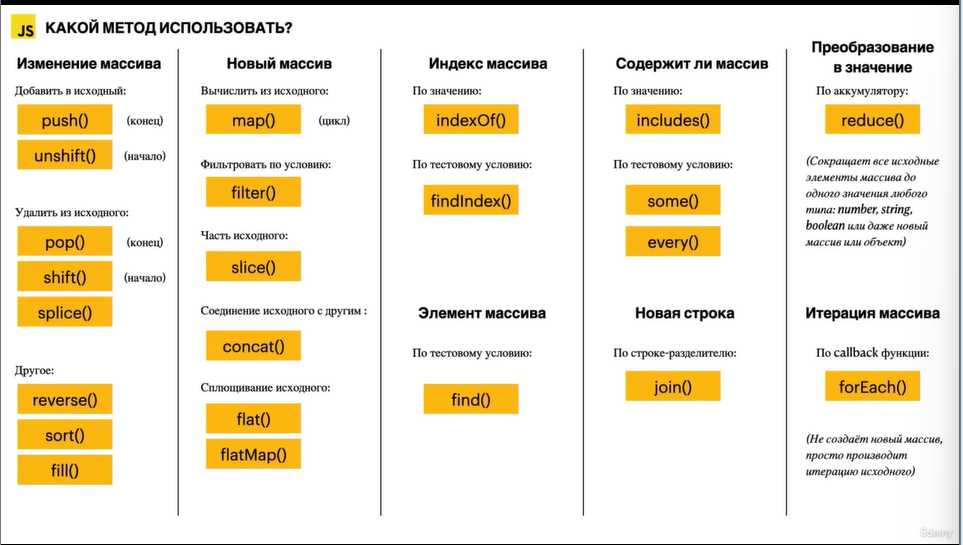 JS КАКОЙ МЕТОД ИСПОЛЬЗОВАТЬ?
Изменение массива
Добавить в исходный:
push() (конец)
unshift() (начало)
Удалить из исходного:
pop() (конец)
shift() (начало)
splice()
Другое:
reverse()
sort()
fill()
Новый массив
Вычислить из исходного:
map() (цикл)
Фильтровать по условию:
filter()
Часть исходного:
slice()
Соединение исходного с другим :
concat()
Сплющивание исходного:
flat()
flatMap()
Индекс массива
По значению:
indexOf()
По тестовому условию:
findIndex()
Элемент массива
По тестовому условию:
find()
Содержит ли массив
По значению:
includes()
По тестовому условию:
some()
every()
Новая строка
По строке-разделителю:
join()
Преобразование
в значение
По аккумулятору:
reduce()
(Сокращает все исходные
элементы массива до
одного значения любого
типа: number, string,
boolean или даже новый
массив или объект)
Итерация массива
По callback функции:
forEach()
(Не создаёт новый массив,
просто производит
итерацию исходного)
ûdemy